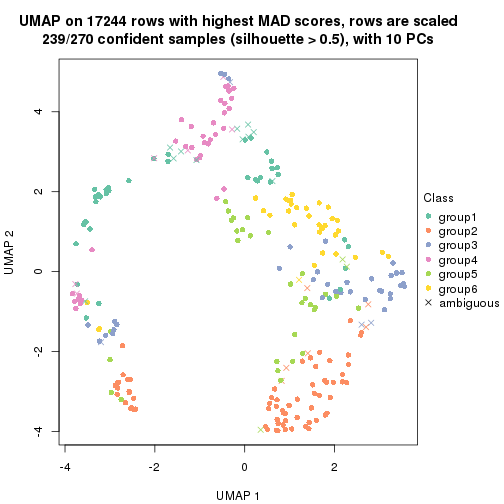 UMAP on 17244 rows with highest MAD scores, rows are scaled
239/270 confident samples (silhouette > 0.5), with 10 PCs
4
2
0
-2
-4
UMAP 2
-4
-2
0
2
UMAP 1
Class
group1
group2
group3
group4
group5
group6
ambiguous